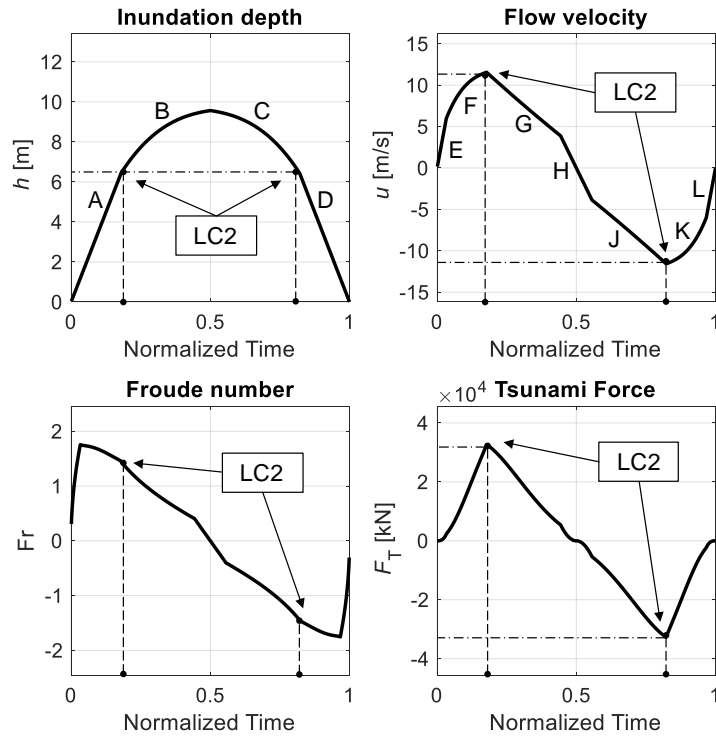 Inundation depth
h [m]
12
10
8
6
4
2
0
A
B
C
D
LC2
0
0.5
1
Normalized Time
Flow velocity
u [m/s]
15
10
5
0
-5
-10
-15
E
F
G
H
J
K
L
LC2
0
0.5
1
Normalized Time
Froude number
Fr
2
1
0
-1
-2
LC2
0
0.5
1
Normalized Time
×10⁴ Tsunami Force
F_T [kN]
4
2
0
-2
-4
LC2
0
0.5
1
Normalized Time